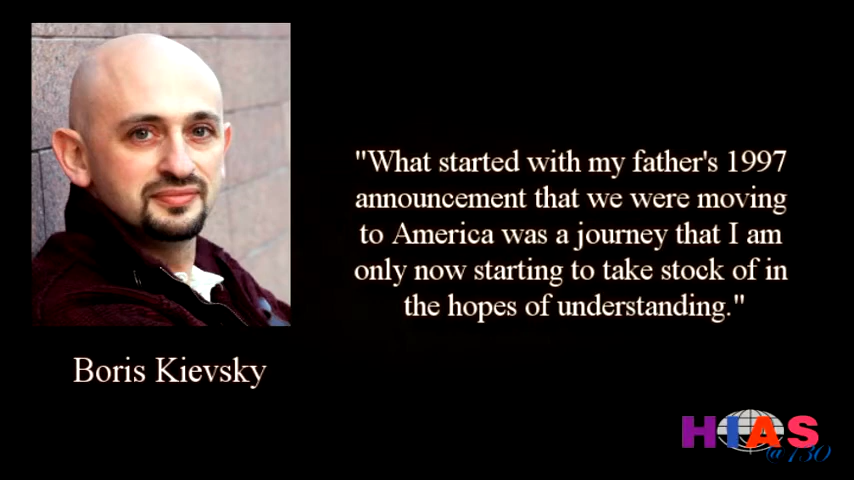 "What started with my father's 1997
announcement that we were moving
to America was a journey that I am
only now starting to take stock of in
the hopes of understanding."
Boris Kievsky
HIAS
@130